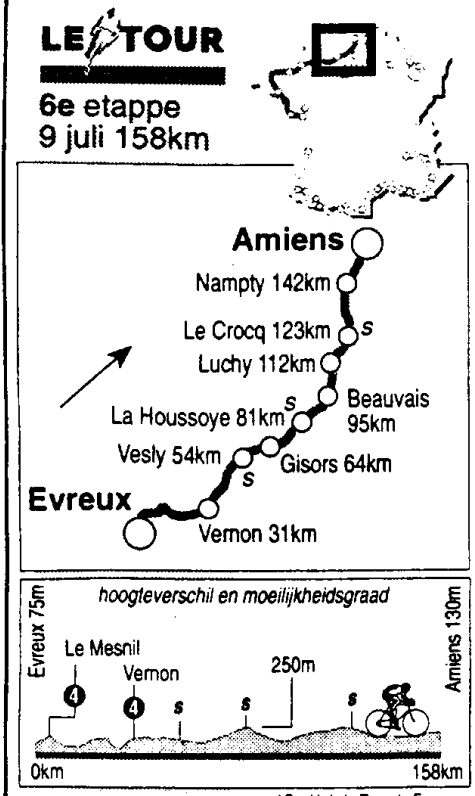 LE TOUR
6e etappe
9 juli 158km
Amiens
Nampty 142km
Le Crocq 123km s
Luchy 112km
Beauvais
95km
La Houssoye 81km s
Vesly 54km
s
Gisors 64km
Evreux
Vernon 31km
hoogteverschil en moeilijkheidsgraad
Evreux 75m
Amiens 130m
Le Mesnil
4
Vernon
4
s
s
250m
s
0km
158km